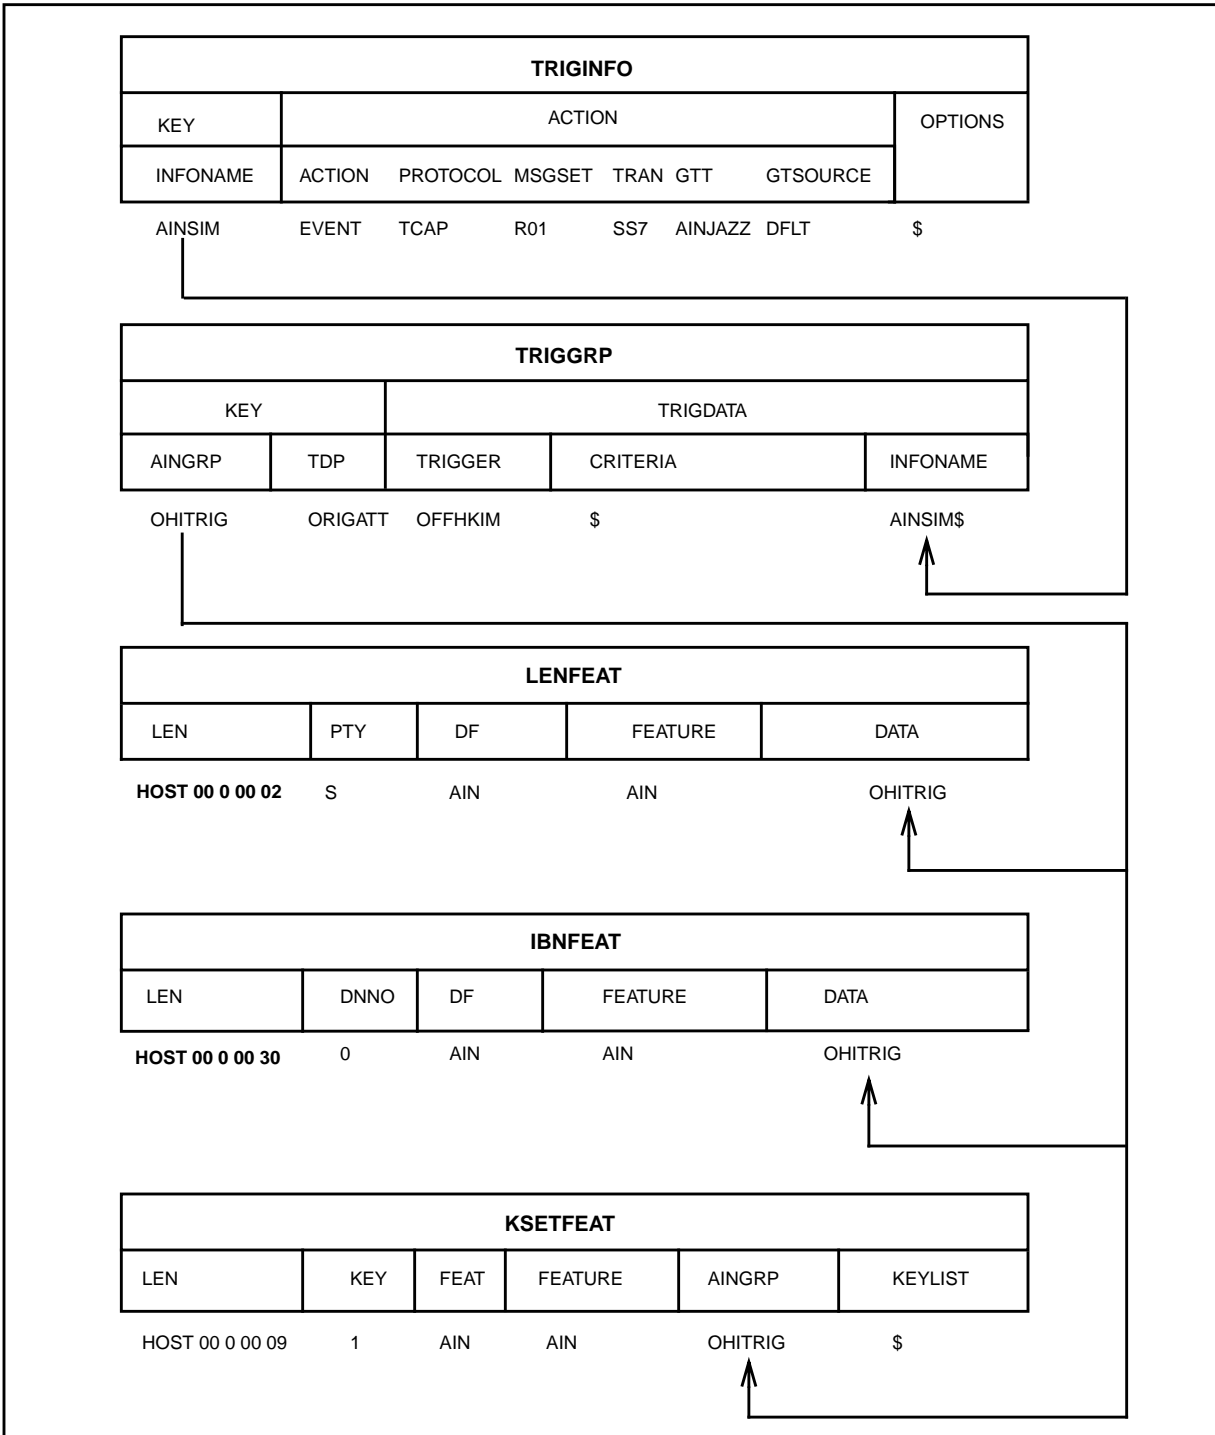 TRIGINFO
KEY ACTION OPTIONS
INFONAME ACTION PROTOCOL MSGSET TRAN GTT GTSOURCE
AINSIM EVENT TCAP R01 SS7 AINJAZZ DFLT $
TRIGGRP
KEY TRIGDATA
AINGRP TDP TRIGGER CRITERIA INFONAME
OHITRIG ORIGATT OFFHKIM $ AINSIM$
LENFEAT
LEN PTY DF FEATURE DATA
HOST 00 0 00 02 S AIN AIN OHITRIG
IBNFEAT
LEN DNNO DF FEATURE DATA
HOST 00 0 00 30 0 AIN AIN OHITRIG
KSETFEAT
LEN KEY FEAT FEATURE AINGRP KEYLIST
HOST 00 0 00 09 1 AIN AIN OHITRIG $